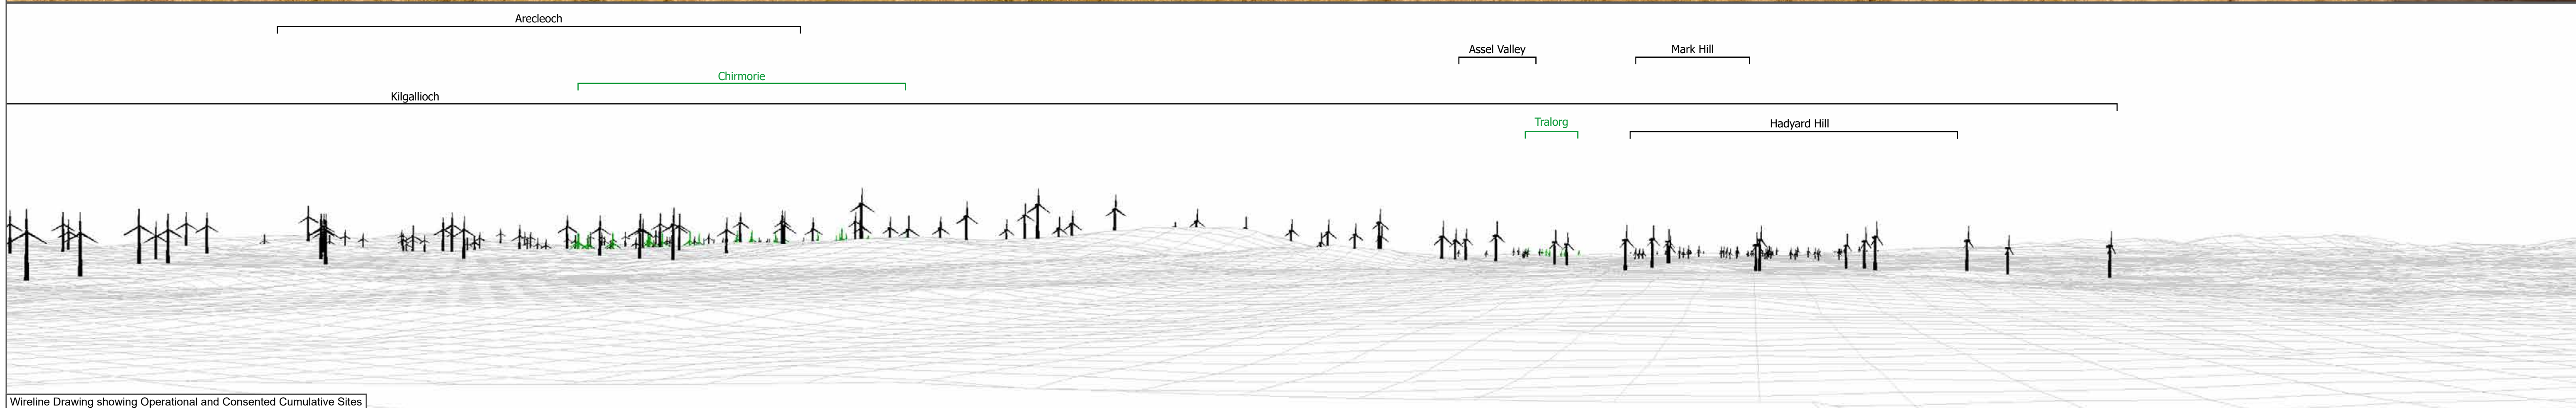 Arecleoch
Assel Valley
Mark Hill
Chirmorie
Kilgallioch
Tralorg
Hadyard Hill
Wireline Drawing showing Operational and Consented Cumulative Sites